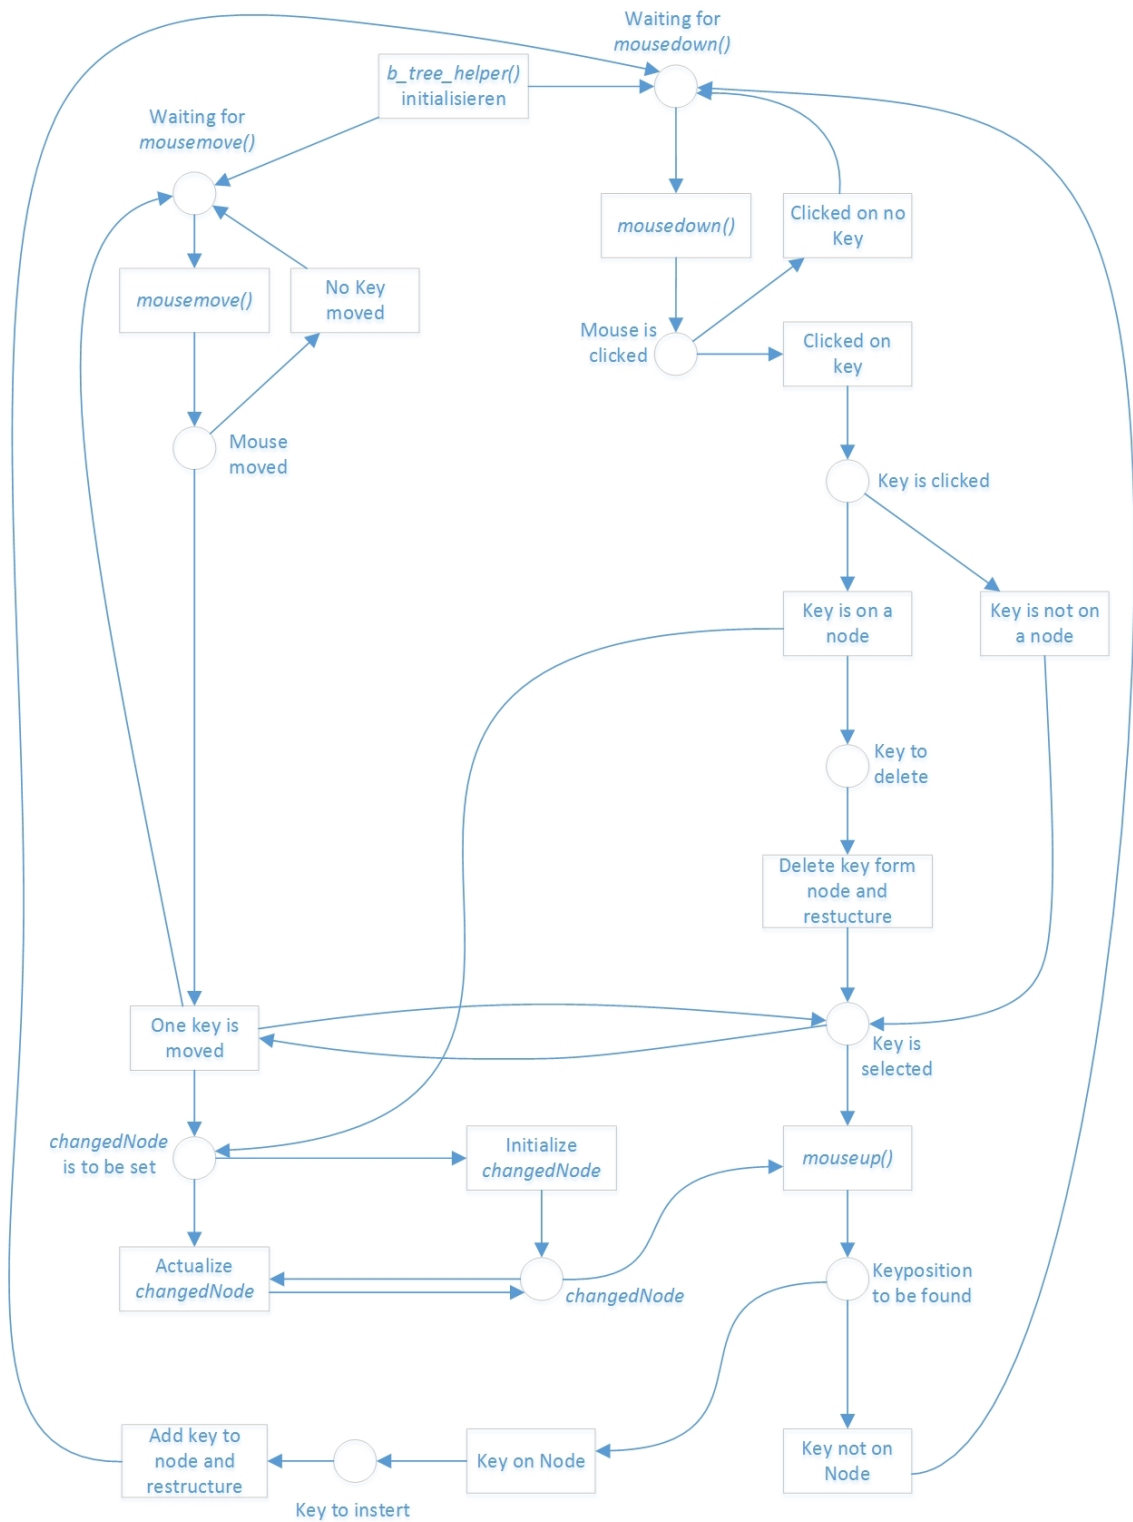 Waiting for
mousedown()
b_tree_helper()
initialisieren
Waiting for
mousemove()
mousedown()
Clicked on no
Key
mousemove()
No Key
moved
Mouse is
clicked
Clicked on
key
Mouse
moved
Key is clicked
Key is on a
node
Key is not on
a node
Key to
delete
Delete key form
node and
restucture
One key is
moved
Key is
selected
changedNode
is to be set
Initialize
changedNode
mouseup()
Actualize
changedNode
changedNode
Keyposition
to be found
Add key to
node and
restructure
Key to instert
Key on Node
Key not on
Node